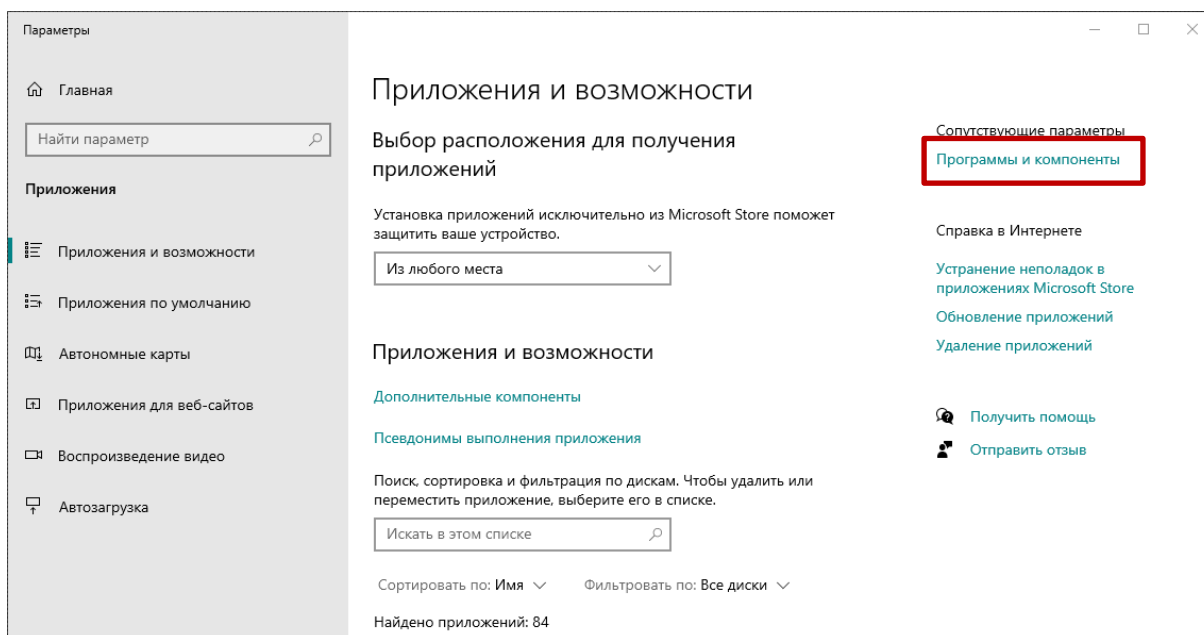 Параметры
Главная
Найти параметр
Приложения
Приложения и возможности
Приложения по умолчанию
Автономные карты
Приложения для веб-сайтов
Воспроизведение видео
Автозагрузка
Приложения и возможности
Выбор расположения для получения
приложений
Установка приложений исключительно из Microsoft Store поможет
защитить ваше устройство.
Из любого места
Приложения и возможности
Дополнительные компоненты
Псевдонимы выполнения приложения
Поиск, сортировка и фильтрация по дискам. Чтобы удалить или
переместить приложение, выберите его в списке.
Искать в этом списке
Сортировать по: Имя Фильтровать по: Все диски
Найдено приложений: 84
Сопутствующие параметры
Программы и компоненты
Справка в Интернете
Устранение неполадок в
приложениях Microsoft Store
Обновление приложений
Удаление приложений
Получить помощь
Отправить отзыв